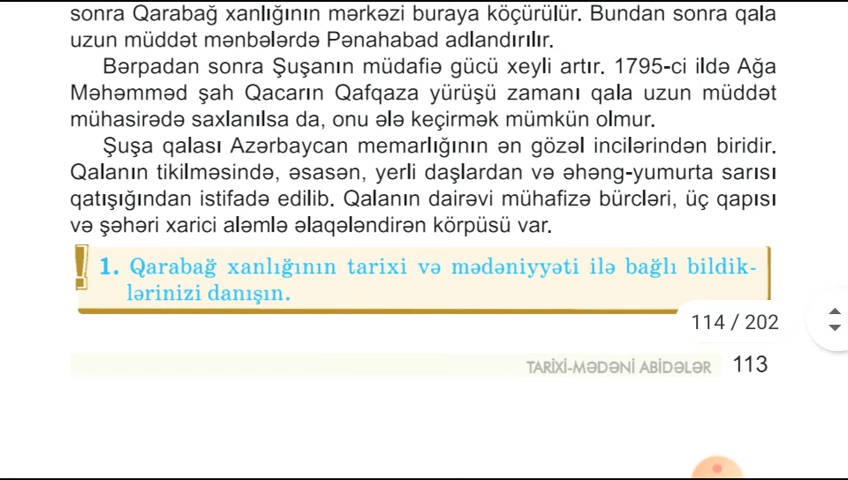 sonra Qarabağ xanlığının mərkəzi buraya köçürülür. Bundan sonra qala
uzun müddət mənbələrdə Pənahabad adlandırılır.
Bərpadan sonra Şuşanın müdafiə gücü xeyli artır. 1795-ci ildə Ağa
Məhəmməd şah Qacarın Qafqaza yürüşü zamanı qala uzun müddət
mühasirədə saxlanılsa da, onu ələ keçirmək mümkün olmur.
Şuşa qalası Azərbaycan memarlığının ən gözəl incilərindən biridir.
Qalanın tikilməsində, əsasən, yerli daşlardan və əhəng-yumurta sarısı
qatışığından istifadə edilib. Qalanın dairəvi mühafizə bürcləri, üç qapısı
və şəhəri xarici aləmlə əlaqələndirən körpüsü var.
! 1. Qarabağ xanlığının tarixi və mədəniyyəti ilə bağlı bildik-
lərinizi danışın.
114 / 202
TARİXİ-MƏDƏNİ ABİDƏLƏR 113